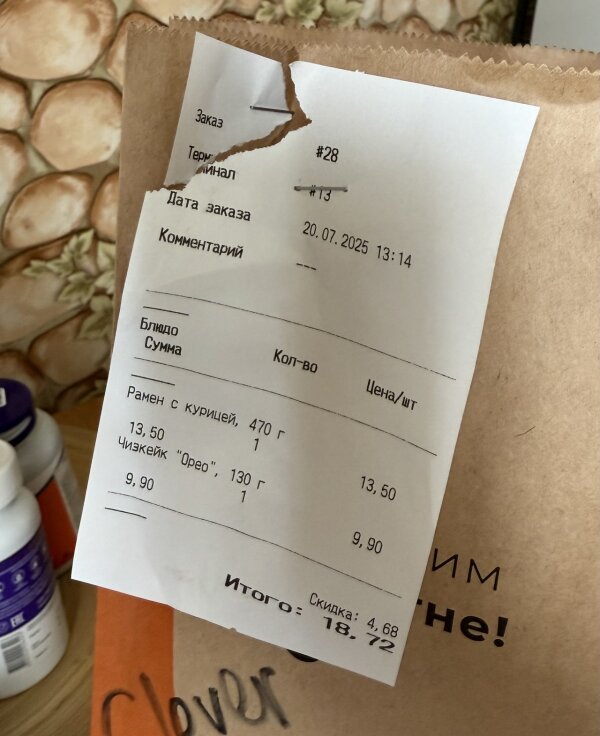 Заказ
#28
Терминал
#13
Дата заказа
20.07.2025 13:14
Комментарий
---
Блюдо Кол-во Цена/шт
Сумма
Рамен с курицей, 470 г
13,50 1 13,50
Чизкейк "Орео", 130 г
9,90 1 9,90
Скидка: 4,68
Итого: 18.72
им
не!
Clover